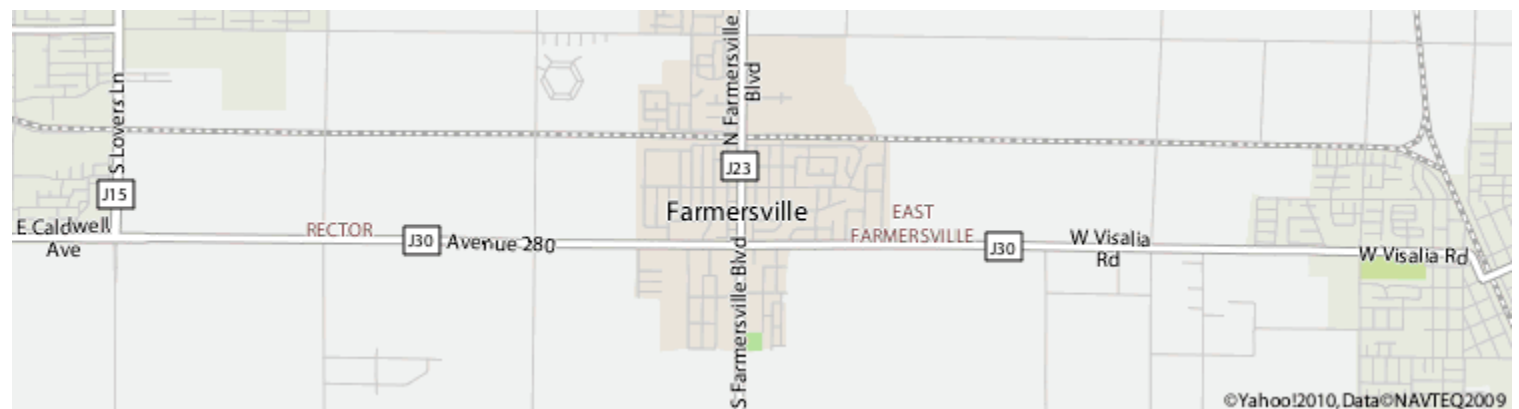 N Farmersville
Blvd
S Lovers Ln
J23
J15
Farmersville
EAST
FARMERSVILLE
E Caldwell
Ave
RECTOR
J30
Avenue 280
J30
W Visalia
Rd
W Visalia Rd
S Farmersville Blvd
©Yahoo!2010, Data©NAVTEQ2009